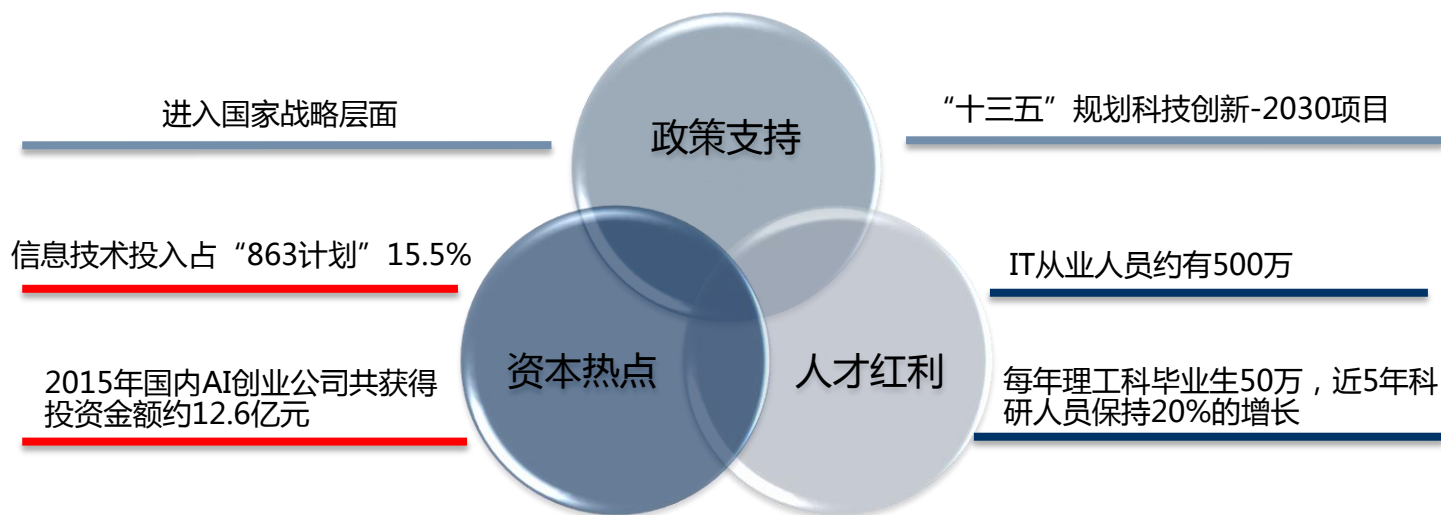 进入国家战略层面
政策支持
“十三五”规划科技创新-2030项目
信息技术投入占“863计划”15.5%
IT从业人员约有500万
资本热点
人才红利
2015年国内AI创业公司共获得
投资金额约12.6亿元
每年理工科毕业生50万，近5年科
研人员保持20%的增长